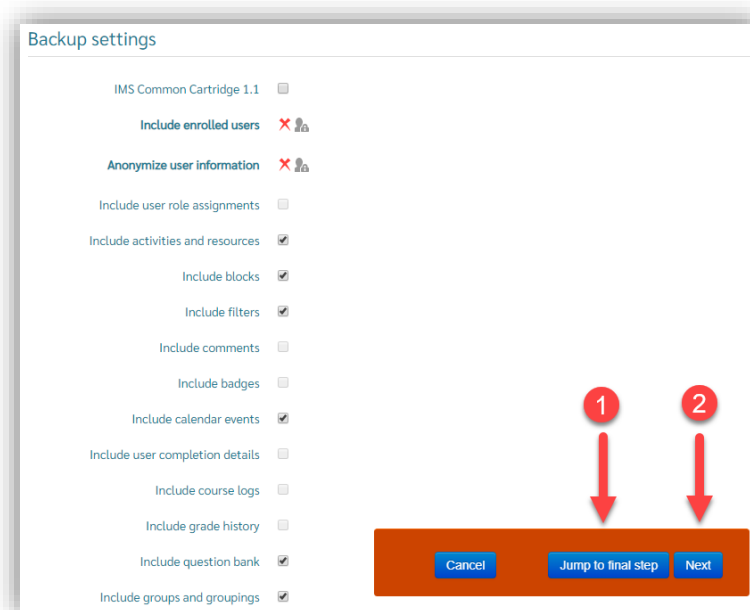 Backup settings
IMS Common Cartridge 1.1
Include enrolled users
Anonymize user information
Include user role assignments
Include activities and resources
Include blocks
Include filters
Include comments
Include badges
1 2
Include calendar events
Include user completion details
Include course logs
Include grade history
Include question bank
Cancel Jump to final step Next
Include groups and groupings